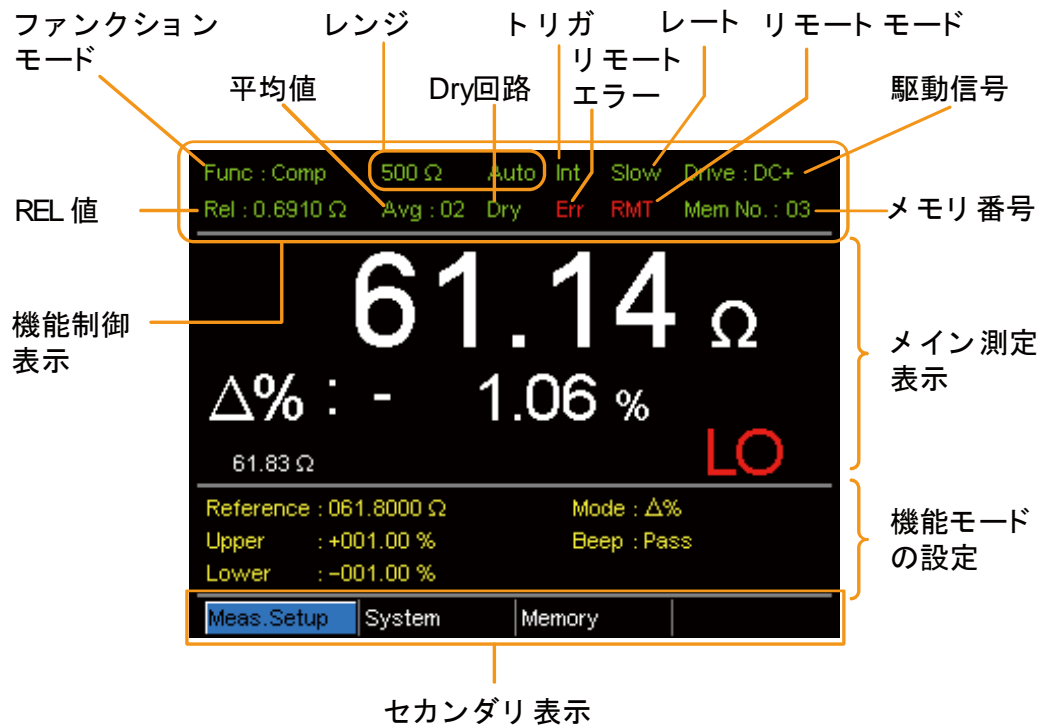 ファンクション
モード
レンジ
トリガ
レート
リモートモード
平均値
Dry回路
リモート
エラー
駆動信号
Func : Comp 500 Ω Auto Int Slow Drive : DC+
REL 値
Rel : 0.6910 Ω Avg : 02 Dry Err RMT Mem No. : 03
メモリ番号
61.14 Ω
機能制御
表示
メイン測定
表示
Δ% : - 1.06 %
LO
61.83 Ω
Reference : 061.8000 Ω Mode : Δ%
Upper : +001.00 % Beep : Pass
Lower : −001.00 %
機能モード
の設定
Meas.Setup System Memory
セカンダリ表示